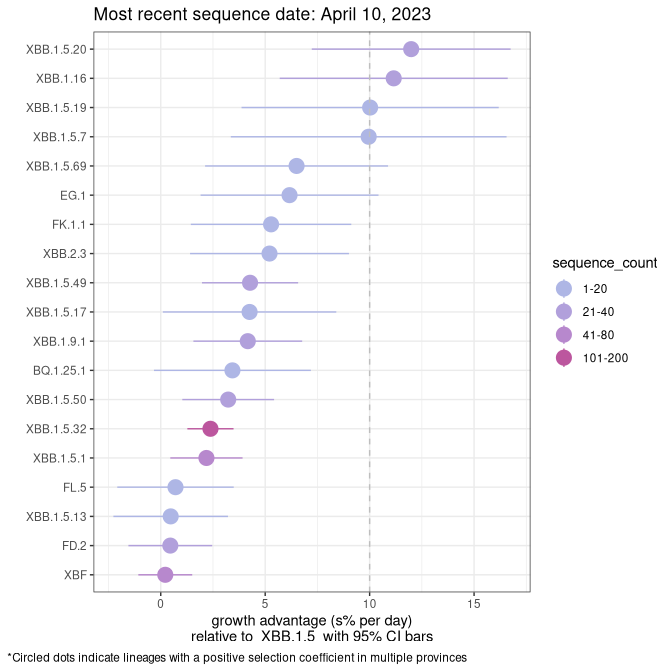 Most recent sequence date: April 10, 2023
XBB.1.5.20
XBB.1.16
XBB.1.5.19
XBB.1.5.7
XBB.1.5.69
EG.1
FK.1.1
XBB.2.3
XBB.1.5.49
XBB.1.5.17
XBB.1.9.1
BQ.1.25.1
XBB.1.5.50
XBB.1.5.32
XBB.1.5.1
FL.5
XBB.1.5.13
FD.2
XBF
0 5 10 15
growth advantage (s% per day)
relative to XBB.1.5 with 95% CI bars
sequence_count
1-20
21-40
41-80
101-200
*Circled dots indicate lineages with a positive selection coefficient in multiple provinces